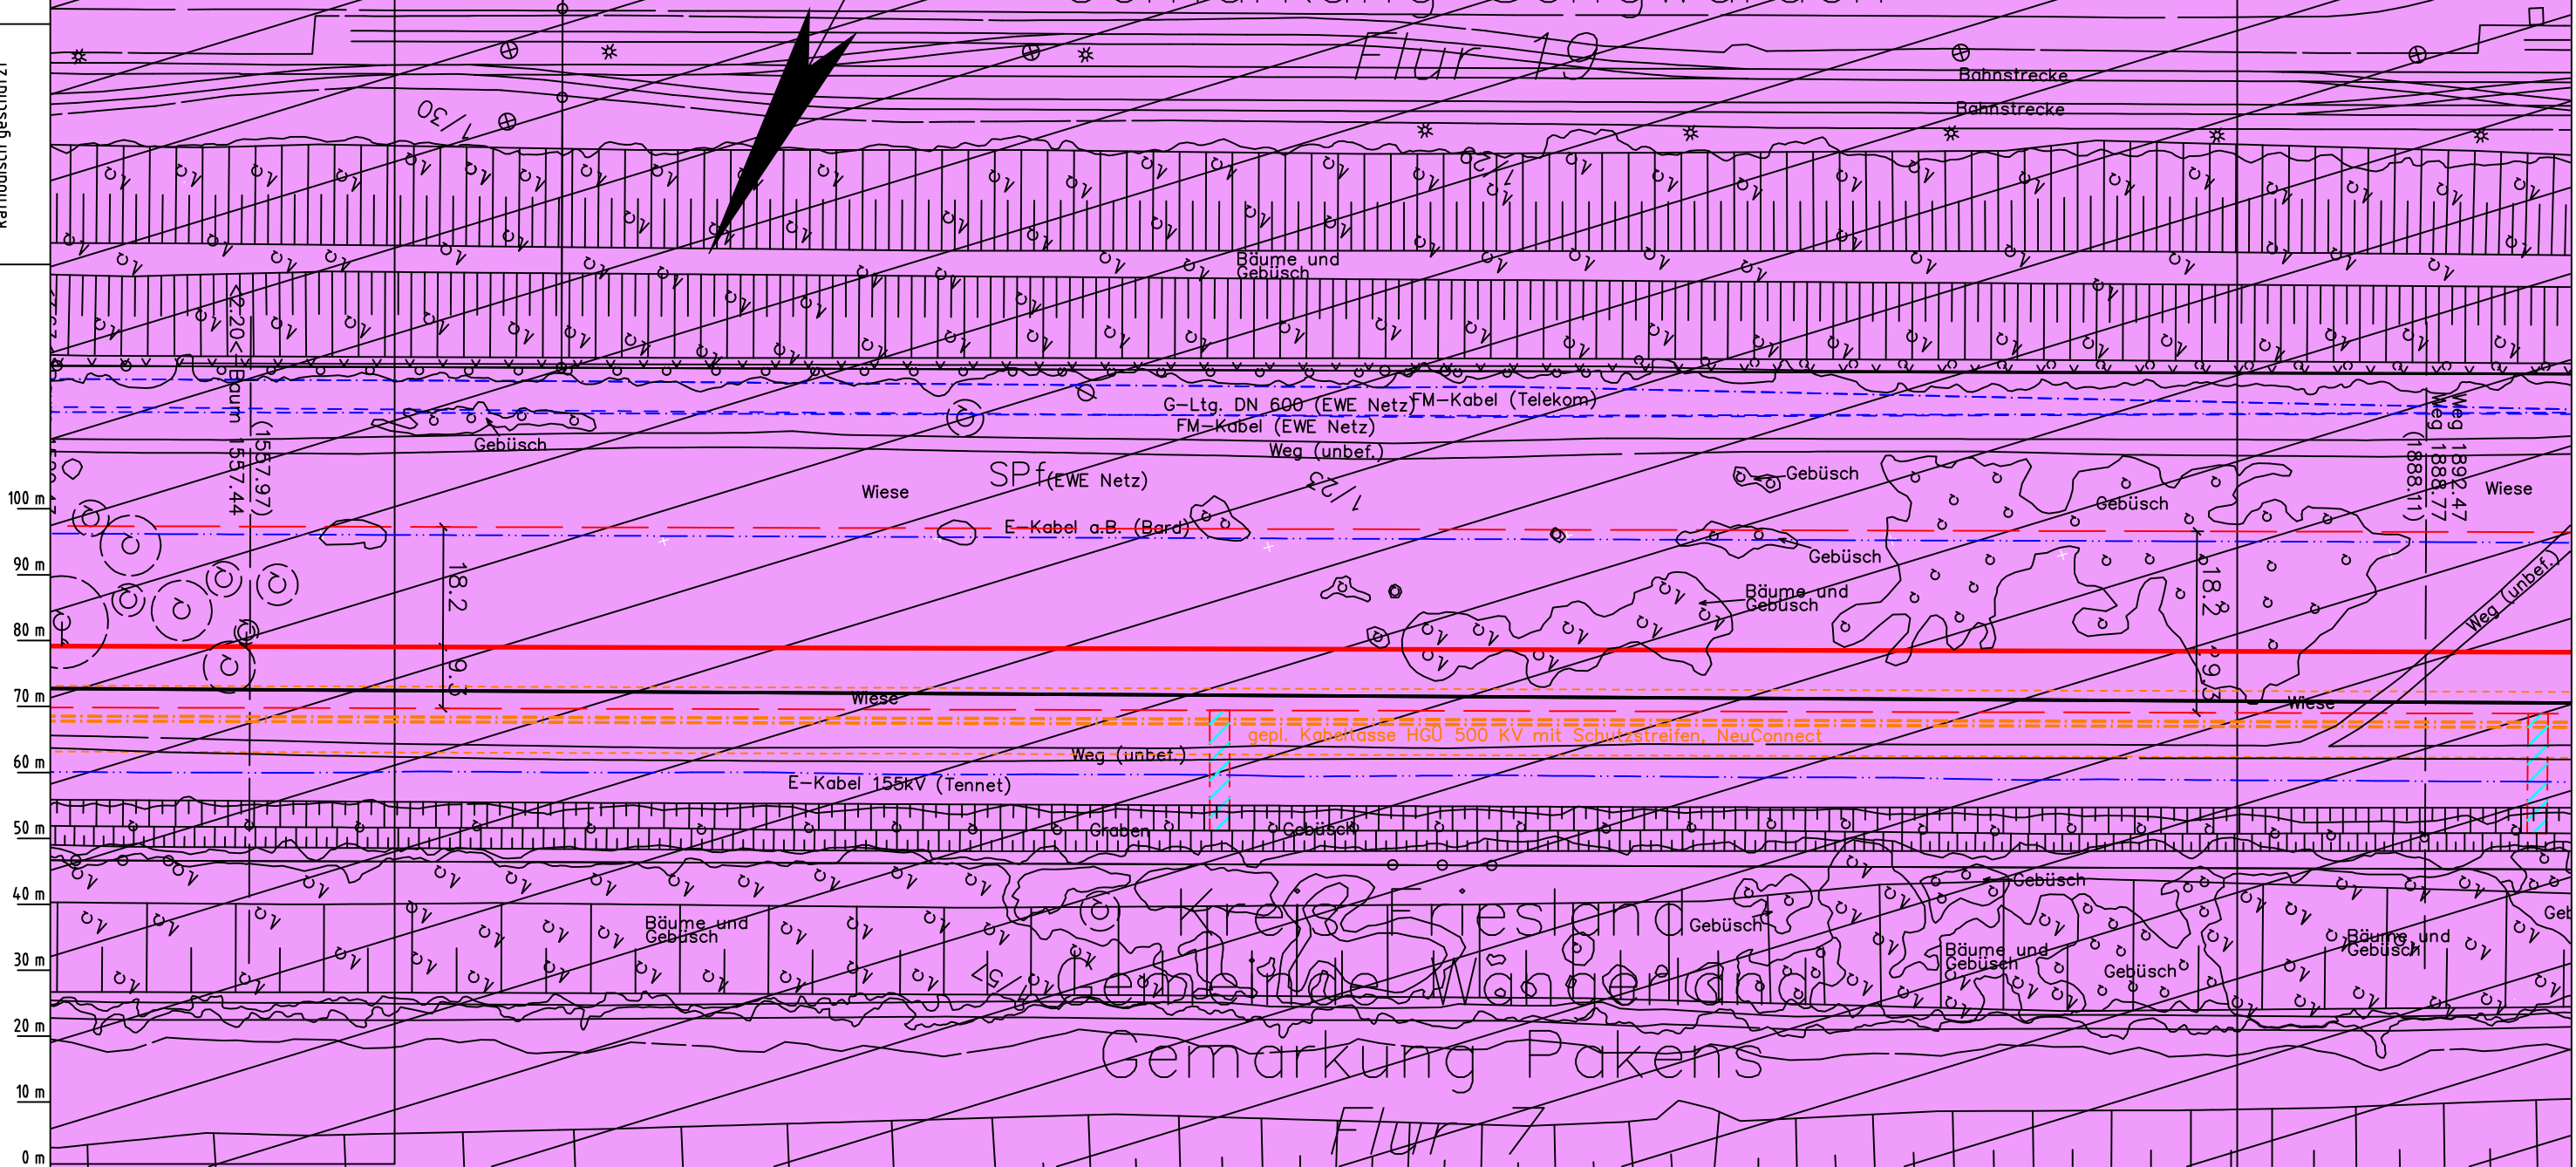 Flur 19
Bahnstrecke
Bahnstrecke
1/30
1/20
Bäume und
Gebüsch
<2.20<-Baum 1557.44
(1557.97)
G-Ltg. DN 600 (EWE Netz)
FM-Kabel (Telekom)
FM-Kabel (EWE Netz)
Gebüsch
Weg (unbef.)
Weg 1892.47
Weg 1888.77
(1888.11)
SPf(EWE Netz)
Wiese
1/23
Gebüsch
Gebüsch
Wiese
100 m
E-Kabel a.B. (Bard)
Gebüsch
90 m
18.2
18.2
Bäume und
Gebüsch
Weg (unbef.)
80 m
9.3
9.3
70 m
Wiese
Wiese
gepl. Kabeltasse HGÜ 500 KV mit Schutzstreifen, NeuConnect
Weg (unbef.)
60 m
E-Kabel 155kV (Tennet)
50 m
Graben
Gebüsch
Gebüsch
40 m
Kreis Friesland
Gebüsch
Bäume und
Gebüsch
Bäume und
Gebüsch
Bäume und
Gebüsch
30 m
Gemeinde Wangerland
Gebüsch
20 m
Gemarkung Pakens
10 m
Flur 7
0 m